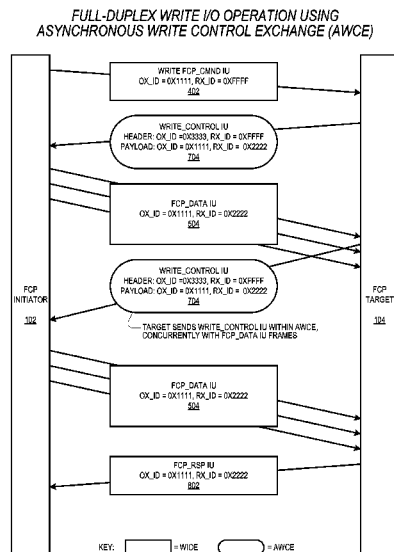 FULL-DUPLEX WRITE I/O OPERATION USING
ASYNCHRONOUS WRITE CONTROL EXCHANGE (AWCE)
WRITE FCP_CMND IU
OX_ID = 0X1111, RX_ID = 0XFFFF
402
WRITE_CONTROL IU
HEADER: OX_ID =0X3333, RX_ID = 0XFFFF
PAYLOAD: OX_ID = 0X1111, RX_ID = 0X2222
704
FCP_DATA IU
OX_ID = 0X1111, RX_ID = 0X2222
504
WRITE_CONTROL IU
HEADER: OX_ID =0X3333, RX_ID = 0XFFFF
PAYLOAD: OX_ID = 0X1111, RX_ID = 0X2222
704
FCP
INITIATOR
102
FCP
TARGET
104
TARGET SENDS WRITE_CONTROL IU WITHIN AWCE,
CONCURRENTLY WITH FCP_DATA IU FRAMES
FCP_DATA IU
OX_ID = 0X1111, RX_ID = 0X2222
504
FCP_RSP IU
OX_ID = 0X1111, RX_ID = 0X2222
802
KEY: = WIOE = AWCE